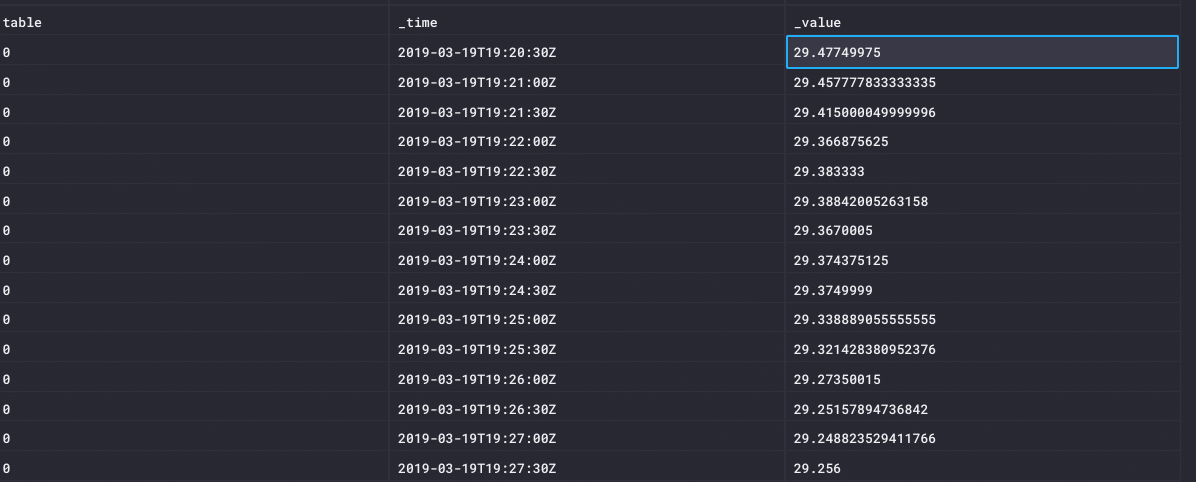 table _time _value
0 2019-03-19T19:20:30Z 29.47749975
0 2019-03-19T19:21:00Z 29.457777833333335
0 2019-03-19T19:21:30Z 29.415000049999996
0 2019-03-19T19:22:00Z 29.366875625
0 2019-03-19T19:22:30Z 29.383333
0 2019-03-19T19:23:00Z 29.38842005263158
0 2019-03-19T19:23:30Z 29.3670005
0 2019-03-19T19:24:00Z 29.374375125
0 2019-03-19T19:24:30Z 29.3749999
0 2019-03-19T19:25:00Z 29.338889055555555
0 2019-03-19T19:25:30Z 29.321428380952376
0 2019-03-19T19:26:00Z 29.27350015
0 2019-03-19T19:26:30Z 29.25157894736842
0 2019-03-19T19:27:00Z 29.248823529411766
0 2019-03-19T19:27:30Z 29.256